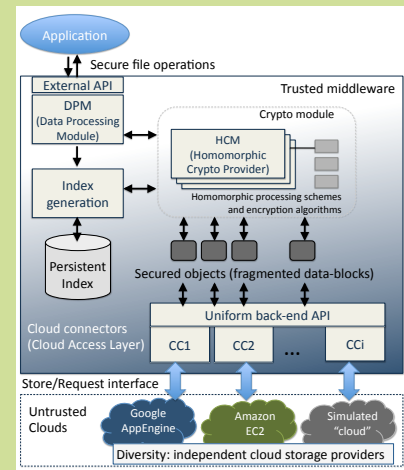 Application
Secure file operations
External API
Trusted middleware
DPM
(Data Processing
Module)
Crypto module
HCM
(Homomorphic
Crypto Provider)
Index
generation
Homomorphic processing schemes
and encryption algorithms
Persistent
Index
Secured objects (fragmented data-blocks)
Uniform back-end API
Cloud connectors
(Cloud Access Layer)
CC1
CC2
...
CCi
Store/Request interface
Untrusted
Clouds
Google
AppEngine
Amazon
EC2
Simulated
“cloud”
Diversity: independent cloud storage providers